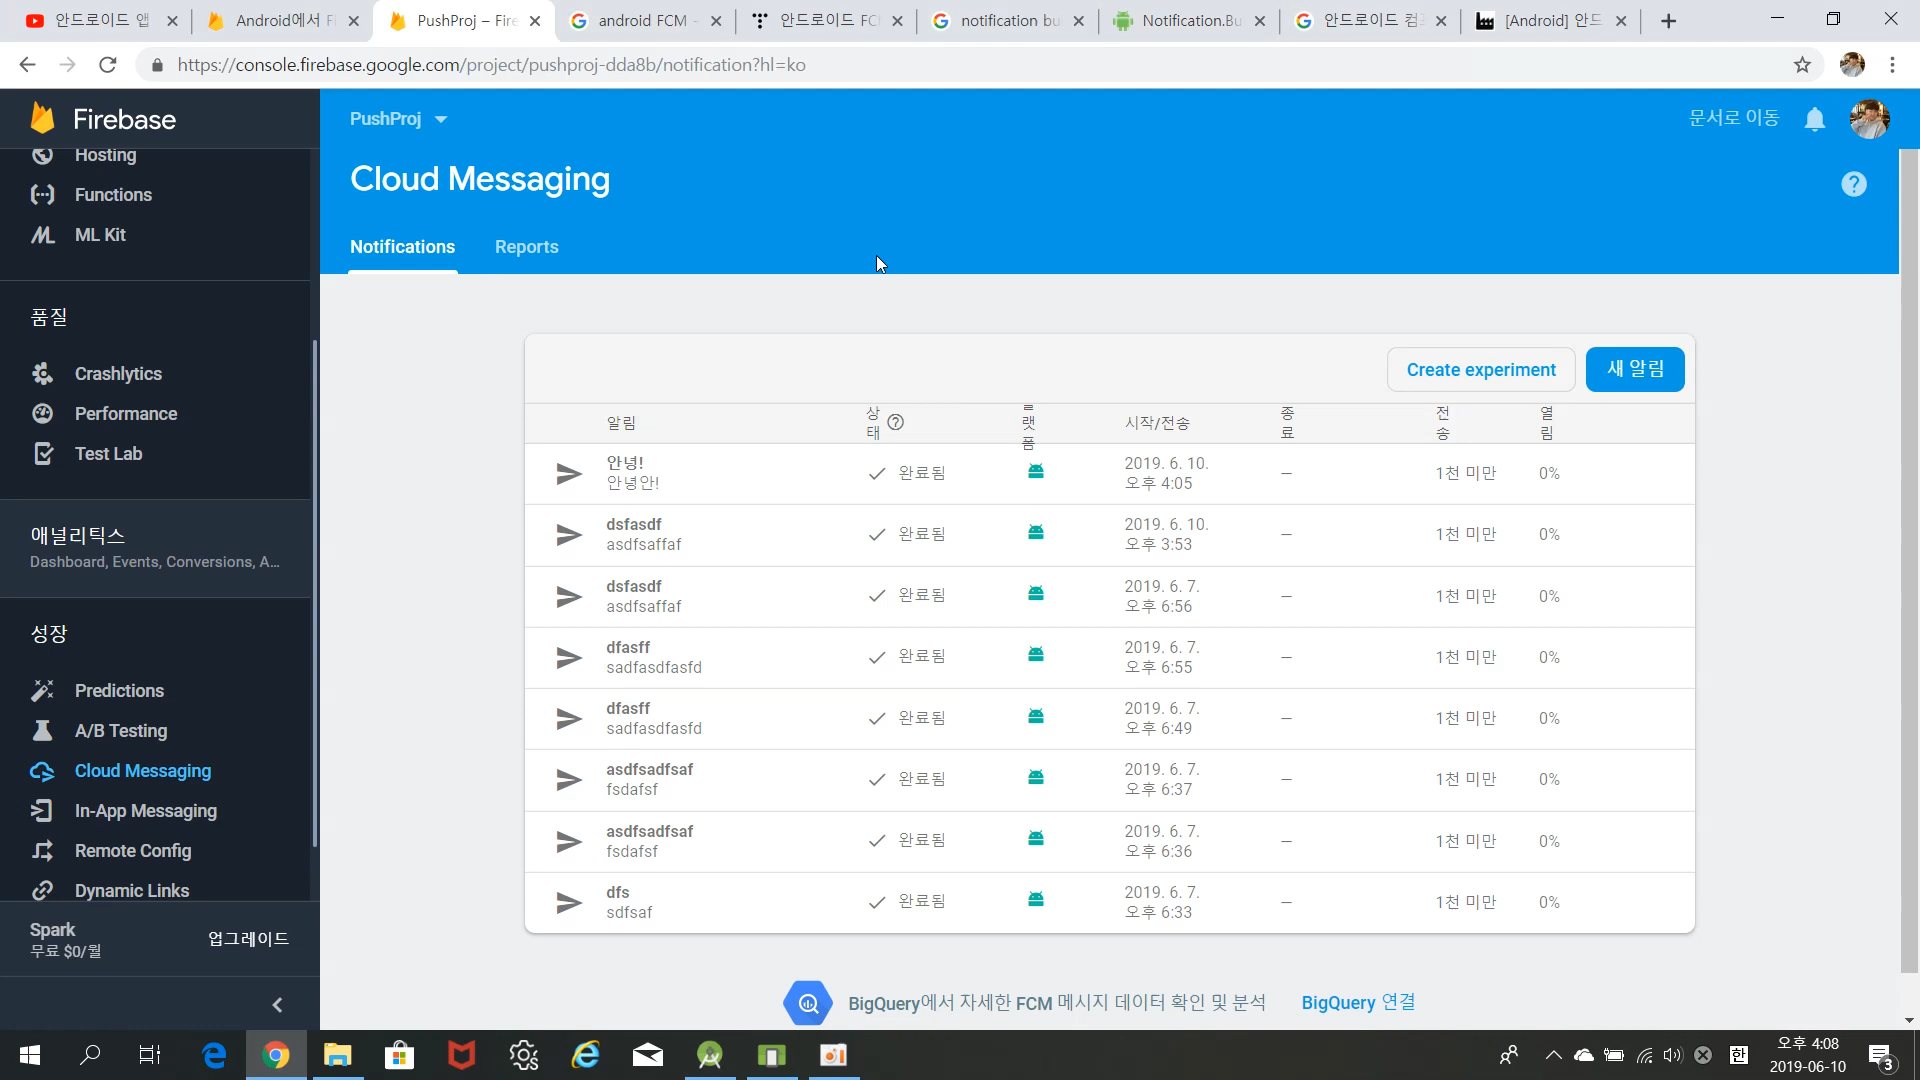 안드로이드 앱
Android에서 F
PushProj – Fire
android FCM -
안드로이드 FC
notification bu
Notification.Bu
안드로이드 컴
[Android] 안드
https://console.firebase.google.com/project/pushproj-dda8b/notification?hl=ko
Firebase
PushProj
문서로 이동
Cloud Messaging
Notifications
Reports
Hosting
Functions
ML Kit
품질
Crashlytics
Performance
Test Lab
애널리틱스
Dashboard, Events, Conversions, A...
성장
Predictions
A/B Testing
Cloud Messaging
In-App Messaging
Remote Config
Dynamic Links
Spark
무료 $0/월
업그레이드
Create experiment
새 알림
알림 상태 랫폼 시작/전송 종료 전송 열림
안녕! 완료됨 2019. 6. 10. – 1천 미만 0%
안녕안! 오후 4:05
dsfasdf 완료됨 2019. 6. 10. – 1천 미만 0%
asdfsaffaf 오후 3:53
dsfasdf 완료됨 2019. 6. 7. – 1천 미만 0%
asdfsaffaf 오후 6:56
dfasff 완료됨 2019. 6. 7. – 1천 미만 0%
sadfasdfasfd 오후 6:55
dfasff 완료됨 2019. 6. 7. – 1천 미만 0%
sadfasdfasfd 오후 6:49
asdfsadfsaf 완료됨 2019. 6. 7. – 1천 미만 0%
fsdafsf 오후 6:37
asdfsadfsaf 완료됨 2019. 6. 7. – 1천 미만 0%
fsdafsf 오후 6:36
dfs 완료됨 2019. 6. 7. – 1천 미만 0%
sdfsaf 오후 6:33
BigQuery에서 자세한 FCM 메시지 데이터 확인 및 분석
BigQuery 연결
한
오후 4:08
2019-06-10
3